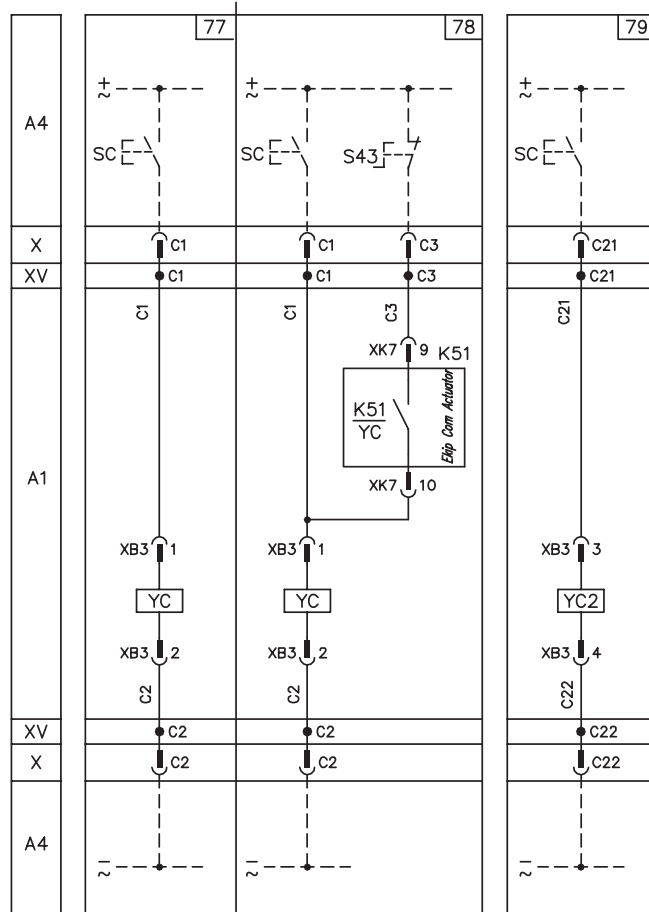 77 78 79
+ + +
~ ~ ~
A4
SC SC S43 SC
X C1 C1 C3 C21
XV C1 C1 C3 C21
C1 C1 C3 C21
XK7 9 K51
K51
YC
Ekip Com Actuator
A1
XK7 10
XB3 1 XB3 1 XB3 3
YC YC YC2
XB3 2 XB3 2 XB3 4
C2 C2 C22
XV C2 C2 C22
X C2 C2 C22
A4
− − −
~ ~ ~